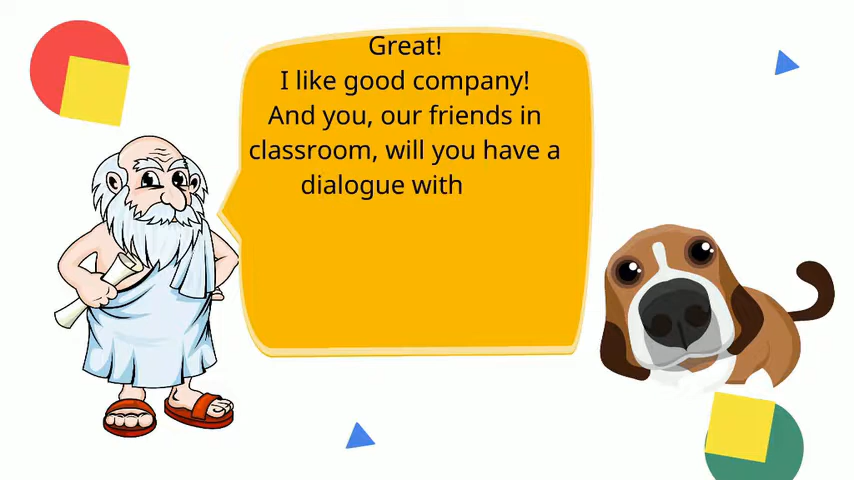 Great!
I like good company!
And you, our friends in
classroom, will you have a
dialogue with